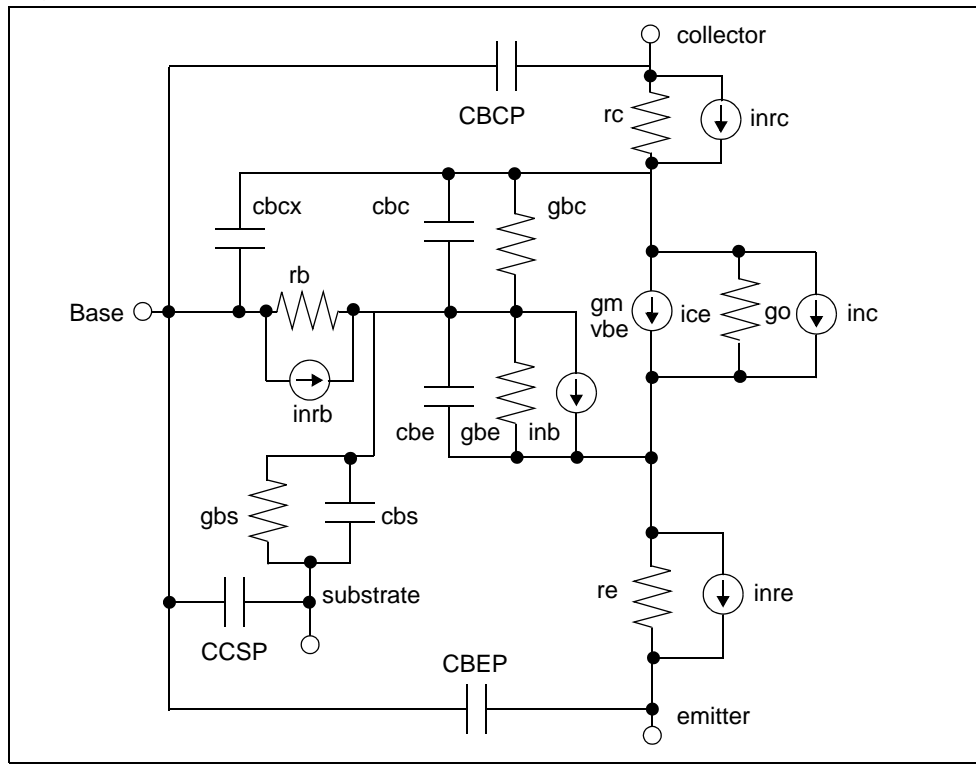 collector
CBCP
rc
inrc
cbcx
cbc
gbc
rb
Base
gm
vbe
ice
go
inc
inrb
cbe
gbe
inb
gbs
cbs
substrate
re
inre
CCSP
CBEP
emitter